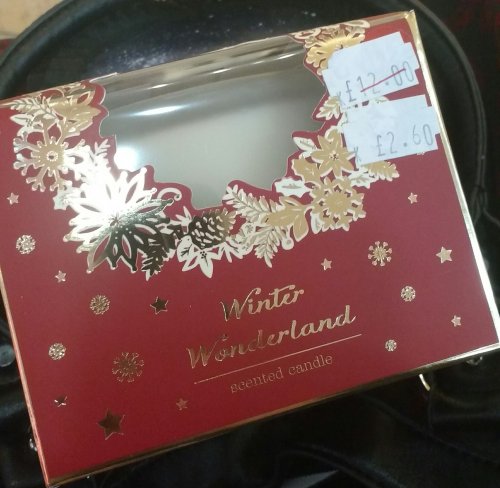 x £12.00
x £2.60
Winter
Wonderland
scented candle